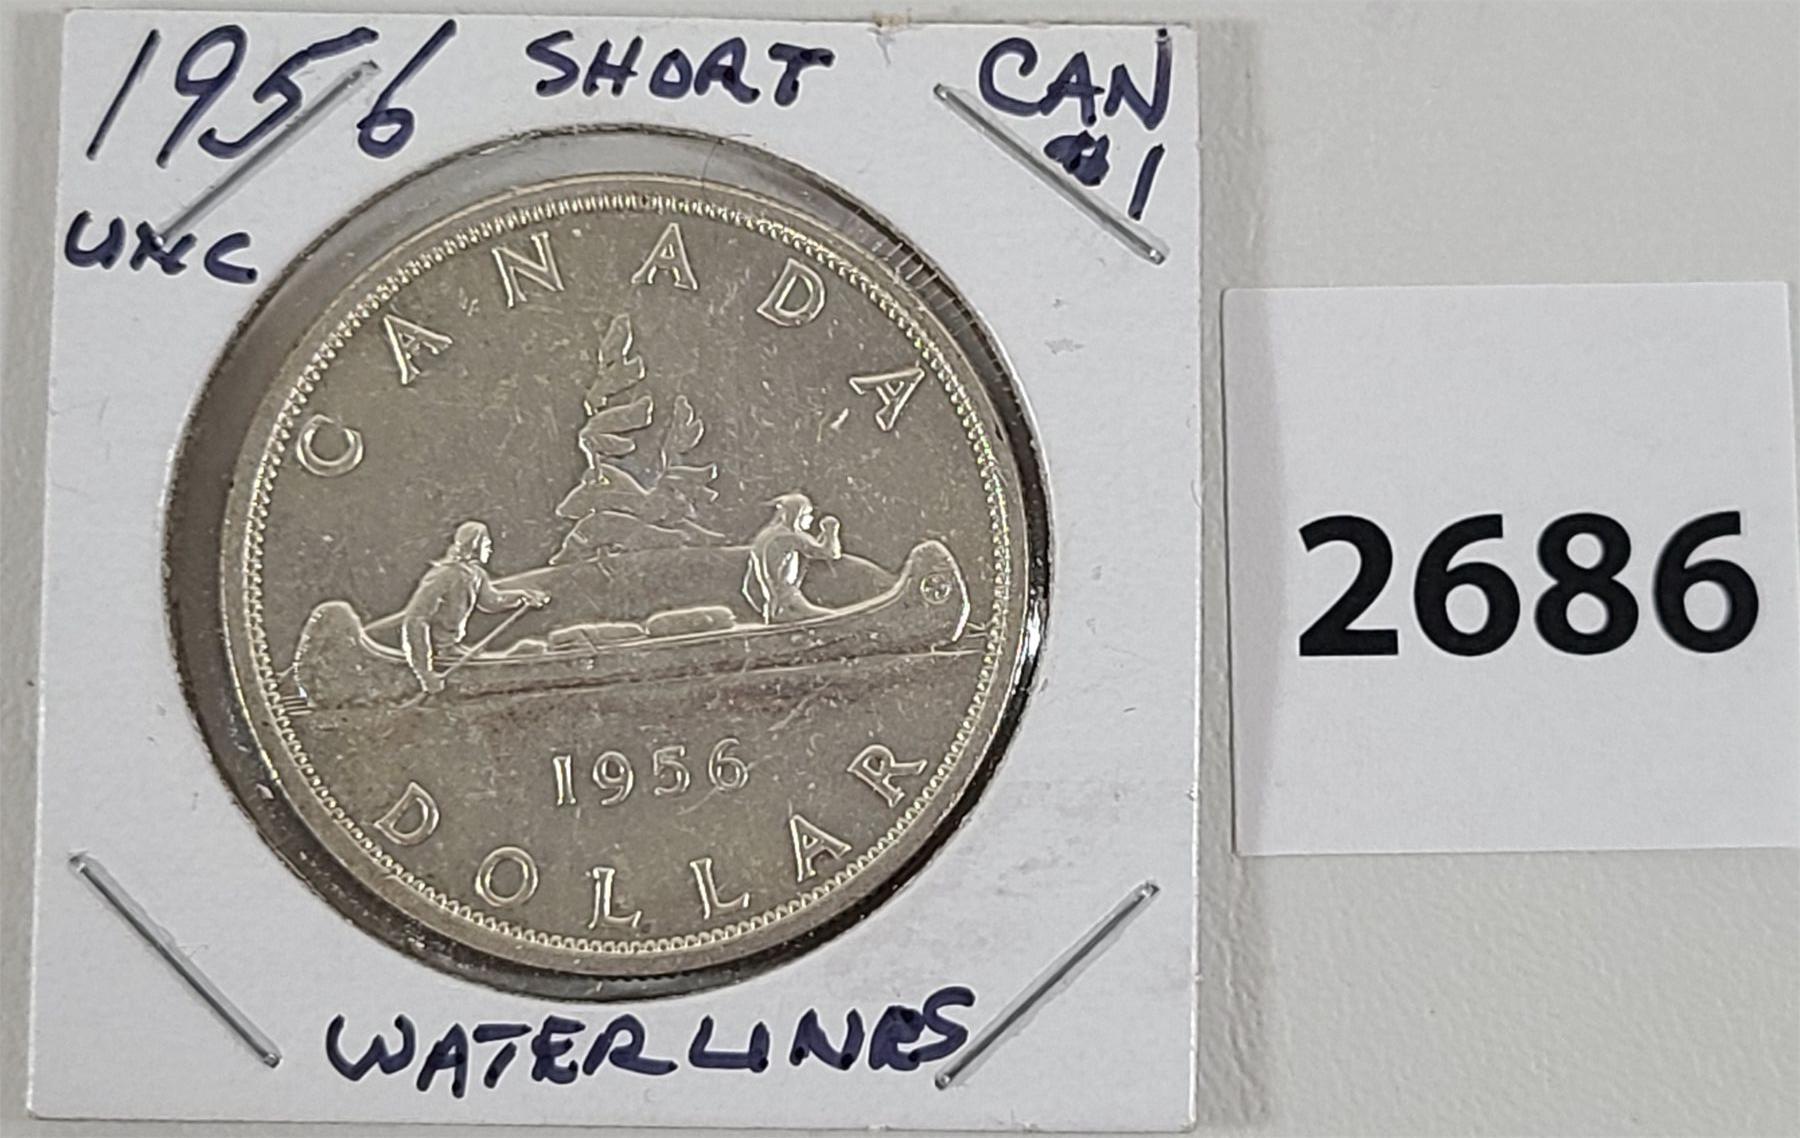 1956 SHORT CAN
$1
UNC
CANADA
1956
DOLLAR
WATERLINES
2686